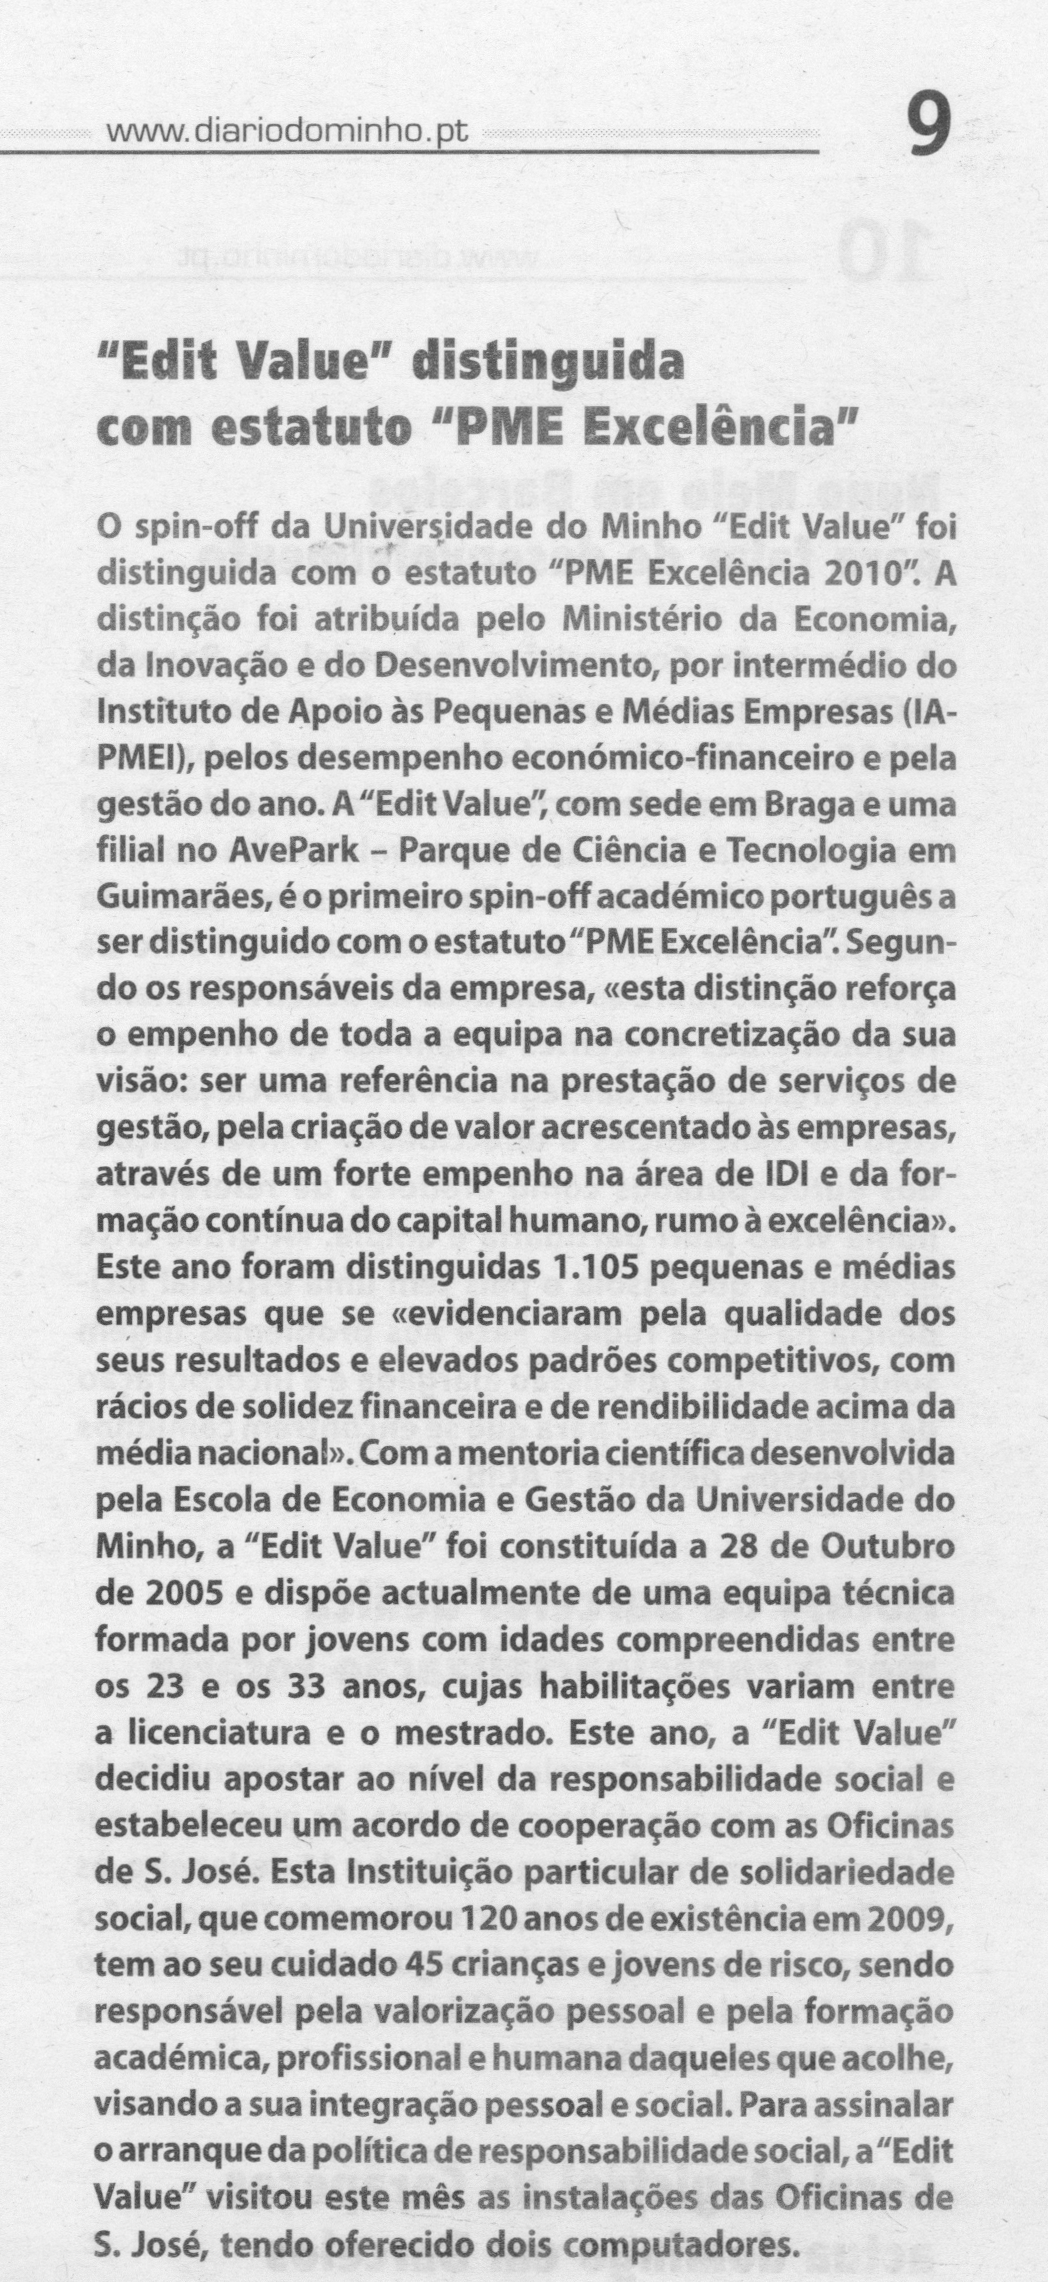 www.diariodominho.pt
9
"Edit Value" distinguida
com estatuto "PME Excelência"
O spin-off da Universidade do Minho "Edit Value" foi
distinguida com o estatuto "PME Excelência 2010". A
distinção foi atribuída pelo Ministério da Economia,
da Inovação e do Desenvolvimento, por intermédio do
Instituto de Apoio às Pequenas e Médias Empresas (IA-
PMEI), pelos desempenho económico-financeiro e pela
gestão do ano. A "Edit Value", com sede em Braga e uma
filial no AvePark – Parque de Ciência e Tecnologia em
Guimarães, é o primeiro spin-off académico português a
ser distinguido com o estatuto "PME Excelência". Segun-
do os responsáveis da empresa, «esta distinção reforça
o empenho de toda a equipa na concretização da sua
visão: ser uma referência na prestação de serviços de
gestão, pela criação de valor acrescentado às empresas,
através de um forte empenho na área de IDI e da for-
mação contínua do capital humano, rumo à excelência».
Este ano foram distinguidas 1.105 pequenas e médias
empresas que se «evidenciaram pela qualidade dos
seus resultados e elevados padrões competitivos, com
rácios de solidez financeira e de rendibilidade acima da
média nacional». Com a mentoria científica desenvolvida
pela Escola de Economia e Gestão da Universidade do
Minho, a "Edit Value" foi constituída a 28 de Outubro
de 2005 e dispõe actualmente de uma equipa técnica
formada por jovens com idades compreendidas entre
os 23 e os 33 anos, cujas habilitações variam entre
a licenciatura e o mestrado. Este ano, a "Edit Value"
decidiu apostar ao nível da responsabilidade social e
estabeleceu um acordo de cooperação com as Oficinas
de S. José. Esta Instituição particular de solidariedade
social, que comemorou 120 anos de existência em 2009,
tem ao seu cuidado 45 crianças e jovens de risco, sendo
responsável pela valorização pessoal e pela formação
académica, profissional e humana daqueles que acolhe,
visando a sua integração pessoal e social. Para assinalar
o arranque da política de responsabilidade social, a "Edit
Value" visitou este mês as instalações das Oficinas de
S. José, tendo oferecido dois computadores.